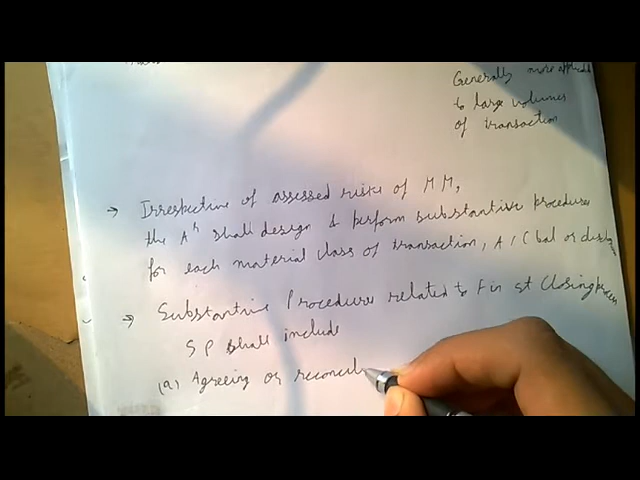 Generally more applicable
to large volumes
of transaction
→ Irrespective of assessed risks of MM,
the Ar shall design & perform substantive procedures
for each material class of transaction, A/C bal or disclosure
→ Substantive Procedures related to Fin st Closing process
SP shall include
(a) Agreeing or reconcil